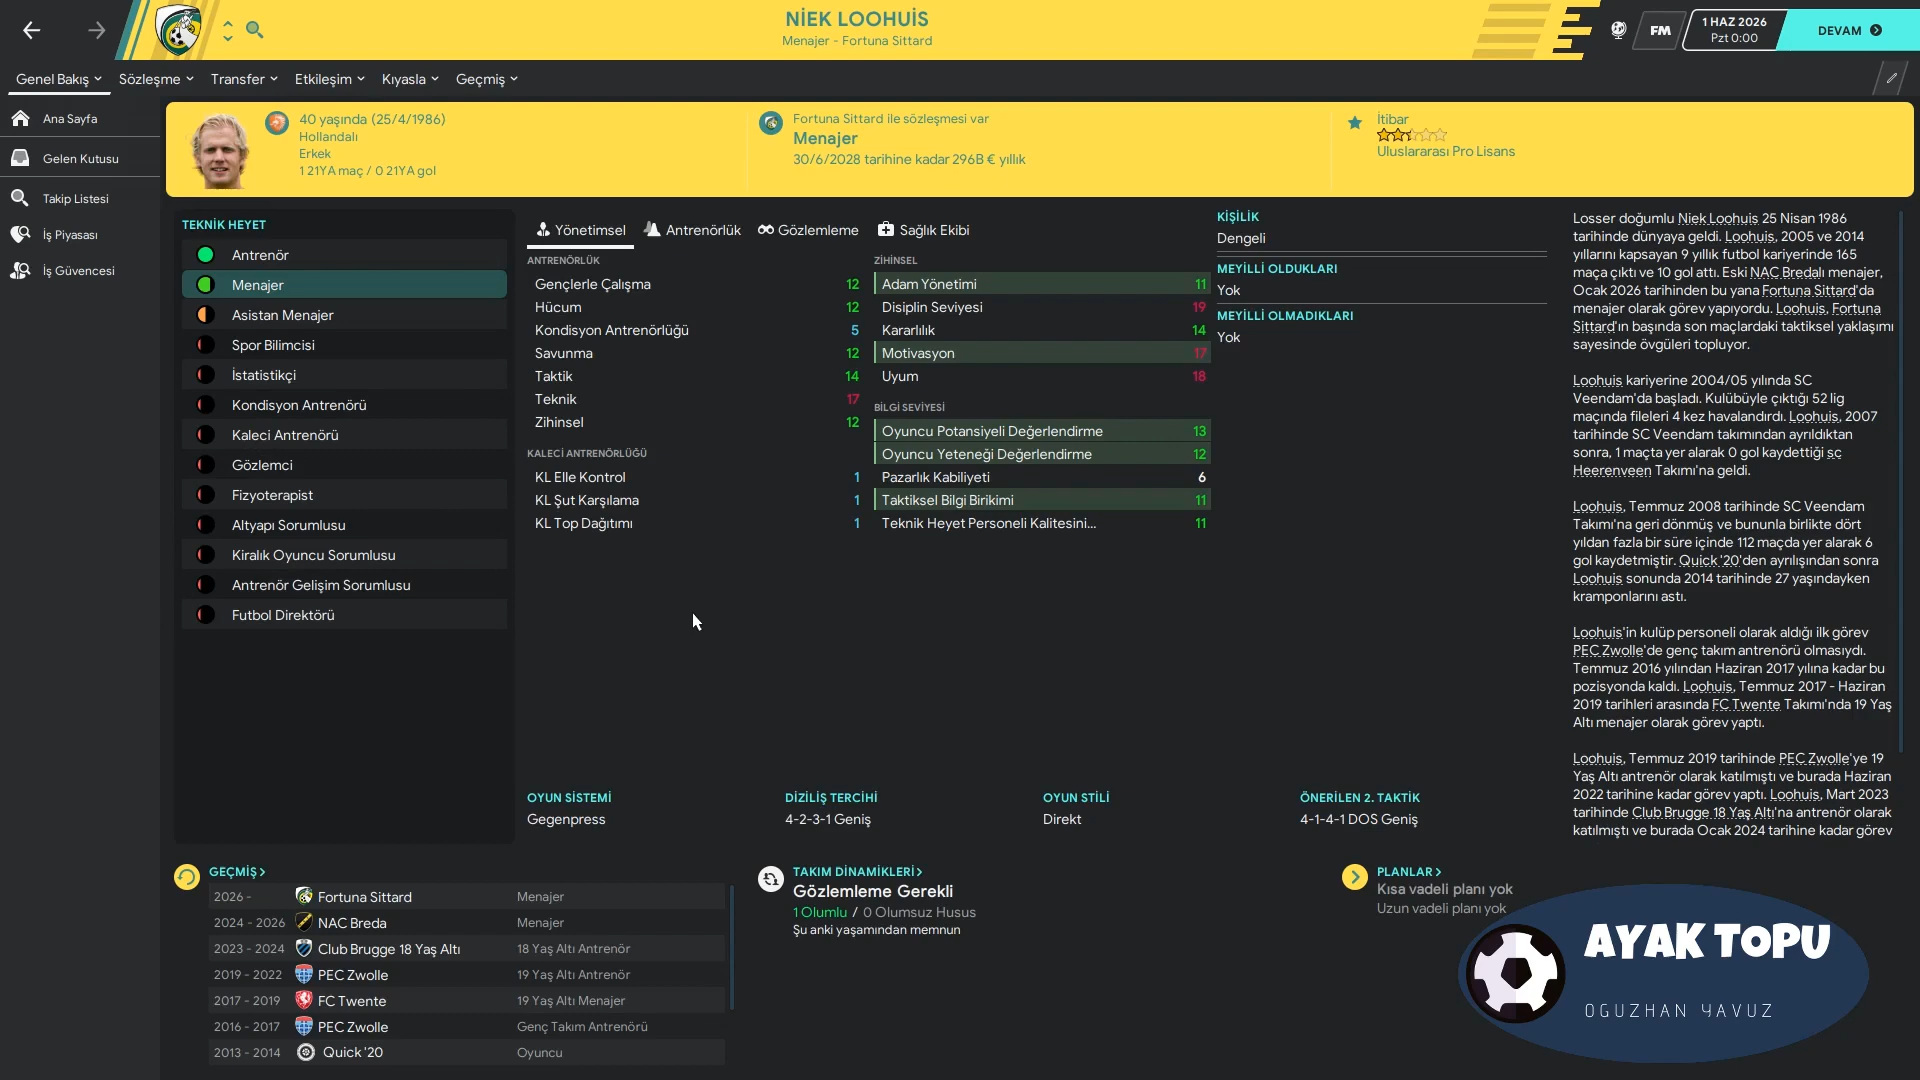 NİEK LOOHUİS
Menajer - Fortuna Sittard
FM
1 HAZ 2026
Pzt 0:00
DEVAM
Genel Bakış
Sözleşme
Transfer
Etkileşim
Kıyasla
Geçmiş
Ana Sayfa
Gelen Kutusu
Takip Listesi
İş Piyasası
İş Güvencesi
40 yaşında (25/4/1986)
Hollandalı
Erkek
1 21YA maç / 0 21YA gol
Fortuna Sittard ile sözleşmesi var
Menajer
30/6/2028 tarihine kadar 296B € yıllık
İtibar
Uluslararası Pro Lisans
TEKNİK HEYET
Antrenör
Menajer
Asistan Menajer
Spor Bilimcisi
İstatistikçi
Kondisyon Antrenörü
Kaleci Antrenörü
Gözlemci
Fizyoterapist
Altyapı Sorumlusu
Kiralık Oyuncu Sorumlusu
Antrenör Gelişim Sorumlusu
Futbol Direktörü
Yönetimsel
Antrenörlük
Gözlemleme
Sağlık Ekibi
ANTRENÖRLÜK
Gençlerle Çalışma 12
Hücum 12
Kondisyon Antrenörlüğü 5
Savunma 12
Taktik 14
Teknik 17
Zihinsel 12
KALECİ ANTRENÖRLÜĞÜ
KL Elle Kontrol 1
KL Şut Karşılama 1
KL Top Dağıtımı 1
ZİHİNSEL
Adam Yönetimi 11
Disiplin Seviyesi 19
Kararlılık 14
Motivasyon 17
Uyum 18
BİLGİ SEVİYESİ
Oyuncu Potansiyeli Değerlendirme 13
Oyuncu Yeteneği Değerlendirme 12
Pazarlık Kabiliyeti 6
Taktiksel Bilgi Birikimi 11
Teknik Heyet Personeli Kalitesini... 11
KİŞİLİK
Dengeli
MEYİLLİ OLDUKLARI
Yok
MEYİLLİ OLMADIKLARI
Yok
Losser doğumlu Niek Loohuis 25 Nisan 1986
tarihinde dünyaya geldi. Loohuis, 2005 ve 2014
yıllarını kapsayan 9 yıllık futbol kariyerinde 165
maça çıktı ve 10 gol attı. Eski NAC Bredalı menajer,
Ocak 2026 tarihinden bu yana Fortuna Sittard'da
menajer olarak görev yapıyordu. Loohuis, Fortuna
Sittard'ın başında son maçlardaki taktiksel yaklaşımı
sayesinde övgüleri topluyor.
Loohuis kariyerine 2004/05 yılında SC
Veendam'da başladı. Kulübüyle çıktığı 52 lig
maçında fileleri 4 kez havalandırdı. Loohuis, 2007
tarihinde SC Veendam takımından ayrıldıktan
sonra, 1 maçta yer alarak 0 gol kaydettiği sc
Heerenveen Takımı'na geldi.
Loohuis, Temmuz 2008 tarihinde SC Veendam
Takımı'na geri dönmüş ve bununla birlikte dört
yıldan fazla bir süre içinde 112 maçda yer alarak 6
gol kaydetmiştir. Quick '20'den ayrılışından sonra
Loohuis sonunda 2014 tarihinde 27 yaşındayken
kramponlarını astı.
Loohuis'in kulüp personeli olarak aldığı ilk görev
PEC Zwolle'de genç takım antrenörü olmasıydı.
Temmuz 2016 yılından Haziran 2017 yılına kadar bu
pozisyonda kaldı. Loohuis, Temmuz 2017 - Haziran
2019 tarihleri arasında FC Twente Takımı'nda 19 Yaş
Altı menajer olarak görev yaptı.
Loohuis, Temmuz 2019 tarihinde PEC Zwolle'ye 19
Yaş Altı antrenör olarak katılmıştı ve burada Haziran
2022 tarihine kadar görev yaptı. Loohuis, Mart 2023
tarihinde Club Brugge 18 Yaş Altı'na antrenör olarak
katılmıştı ve burada Ocak 2024 tarihine kadar görev
OYUN SİSTEMİ
Gegenpress
DİZİLİŞ TERCİHİ
4-2-3-1 Geniş
OYUN STİLİ
Direkt
ÖNERİLEN 2. TAKTİK
4-1-4-1 DOS Geniş
GEÇMİŞ
2026 - Fortuna Sittard Menajer
2024 - 2026 NAC Breda Menajer
2023 - 2024 Club Brugge 18 Yaş Altı 18 Yaş Altı Antrenör
2019 - 2022 PEC Zwolle 19 Yaş Altı Antrenör
2017 - 2019 FC Twente 19 Yaş Altı Menajer
2016 - 2017 PEC Zwolle Genç Takım Antrenörü
2013 - 2014 Quick '20 Oyuncu
TAKIM DİNAMİKLERİ
Gözlemleme Gerekli
1 Olumlu / 0 Olumsuz Husus
Şu anki yaşamından memnun
PLANLAR
Kısa vadeli planı yok
Uzun vadeli planı yok
AYAK TOPU
OGUZHAN YAVUZ